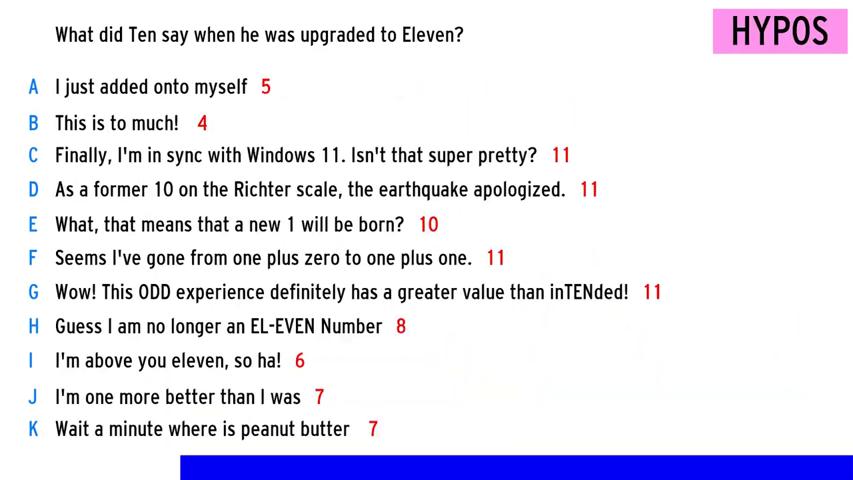 What did Ten say when he was upgraded to Eleven?
HYPOS
A I just added onto myself 5
B This is to much! 4
C Finally, I'm in sync with Windows 11. Isn't that super pretty? 11
D As a former 10 on the Richter scale, the earthquake apologized. 11
E What, that means that a new 1 will be born? 10
F Seems I've gone from one plus zero to one plus one. 11
G Wow! This ODD experience definitely has a greater value than inTENded! 11
H Guess I am no longer an EL-EVEN Number 8
I I'm above you eleven, so ha! 6
J I'm one more better than I was 7
K Wait a minute where is peanut butter 7